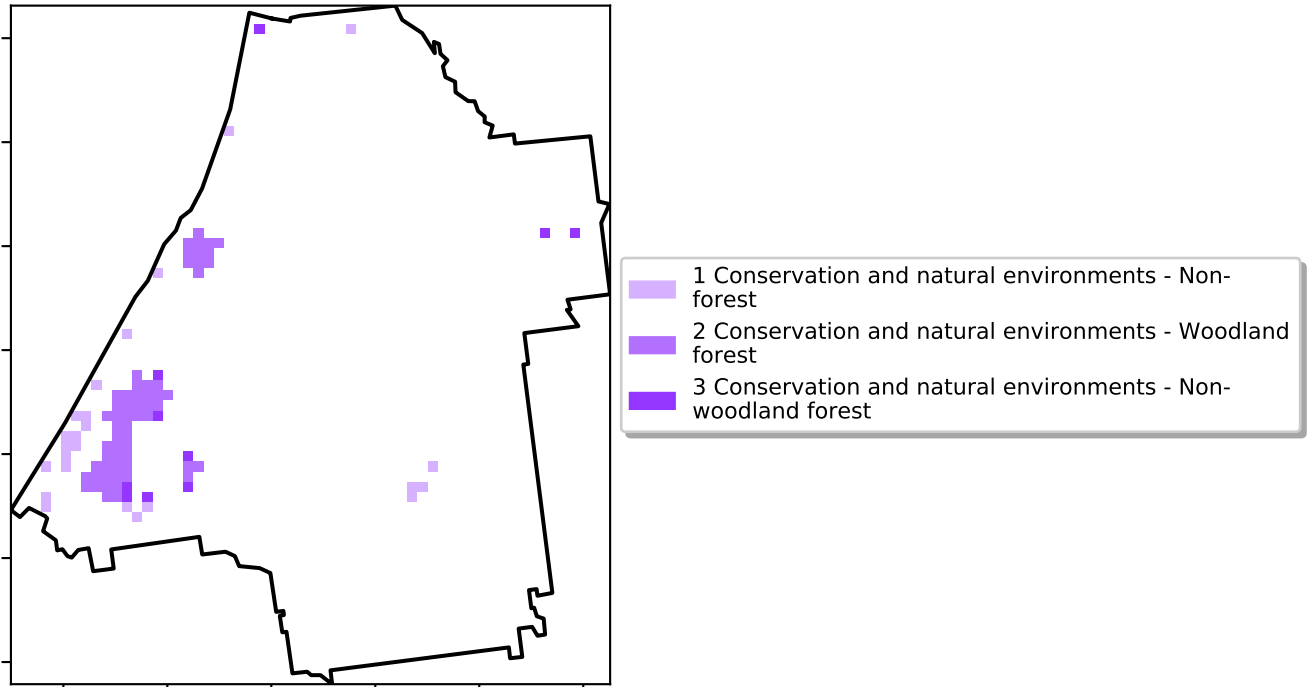 1 Conservation and natural environments - Non-
forest
2 Conservation and natural environments - Woodland
forest
3 Conservation and natural environments - Non-
woodland forest